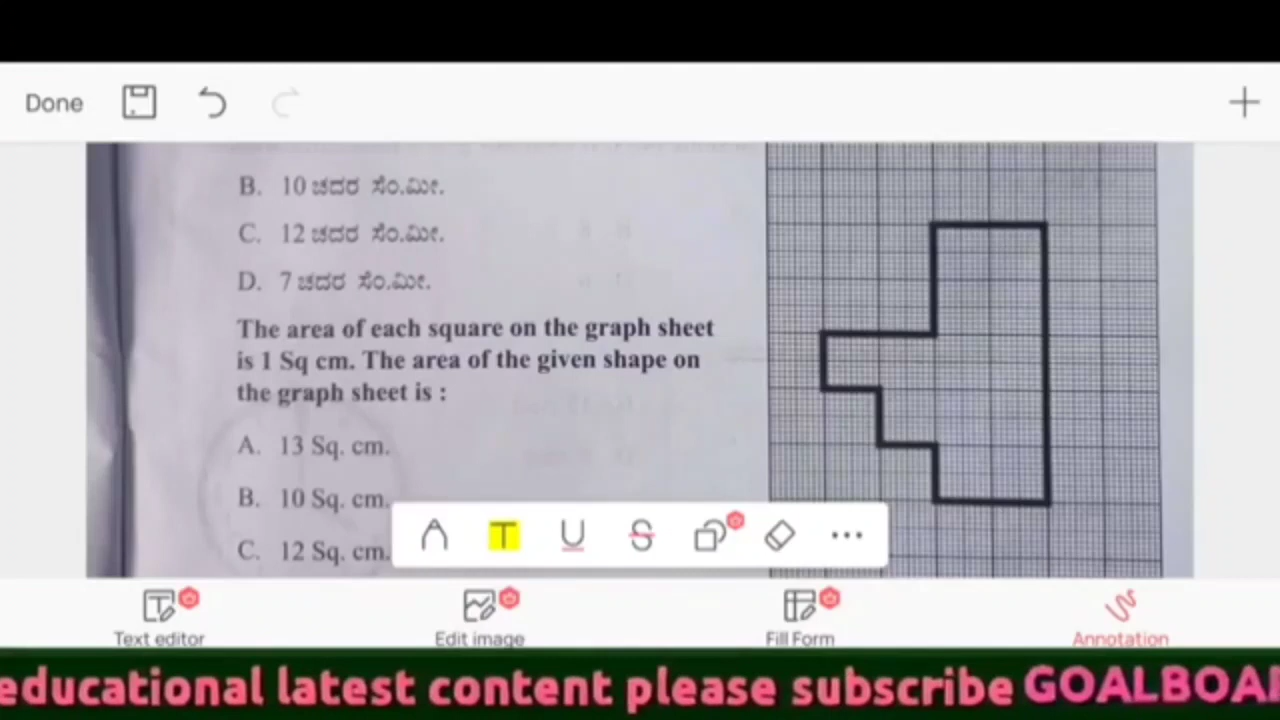 Done
B. 10 ಚದರ ಸೆಂ.ಮೀ.
C. 12 ಚದರ ಸೆಂ.ಮೀ.
D. 7 ಚದರ ಸೆಂ.ಮೀ.
The area of each square on the graph sheet
is 1 Sq cm. The area of the given shape on
the graph sheet is :
A. 13 Sq. cm.
B. 10 Sq. cm.
C. 12 Sq. cm.
Text editor
Edit image
Fill Form
Annotation
educational latest content please subscribe GOALBOA